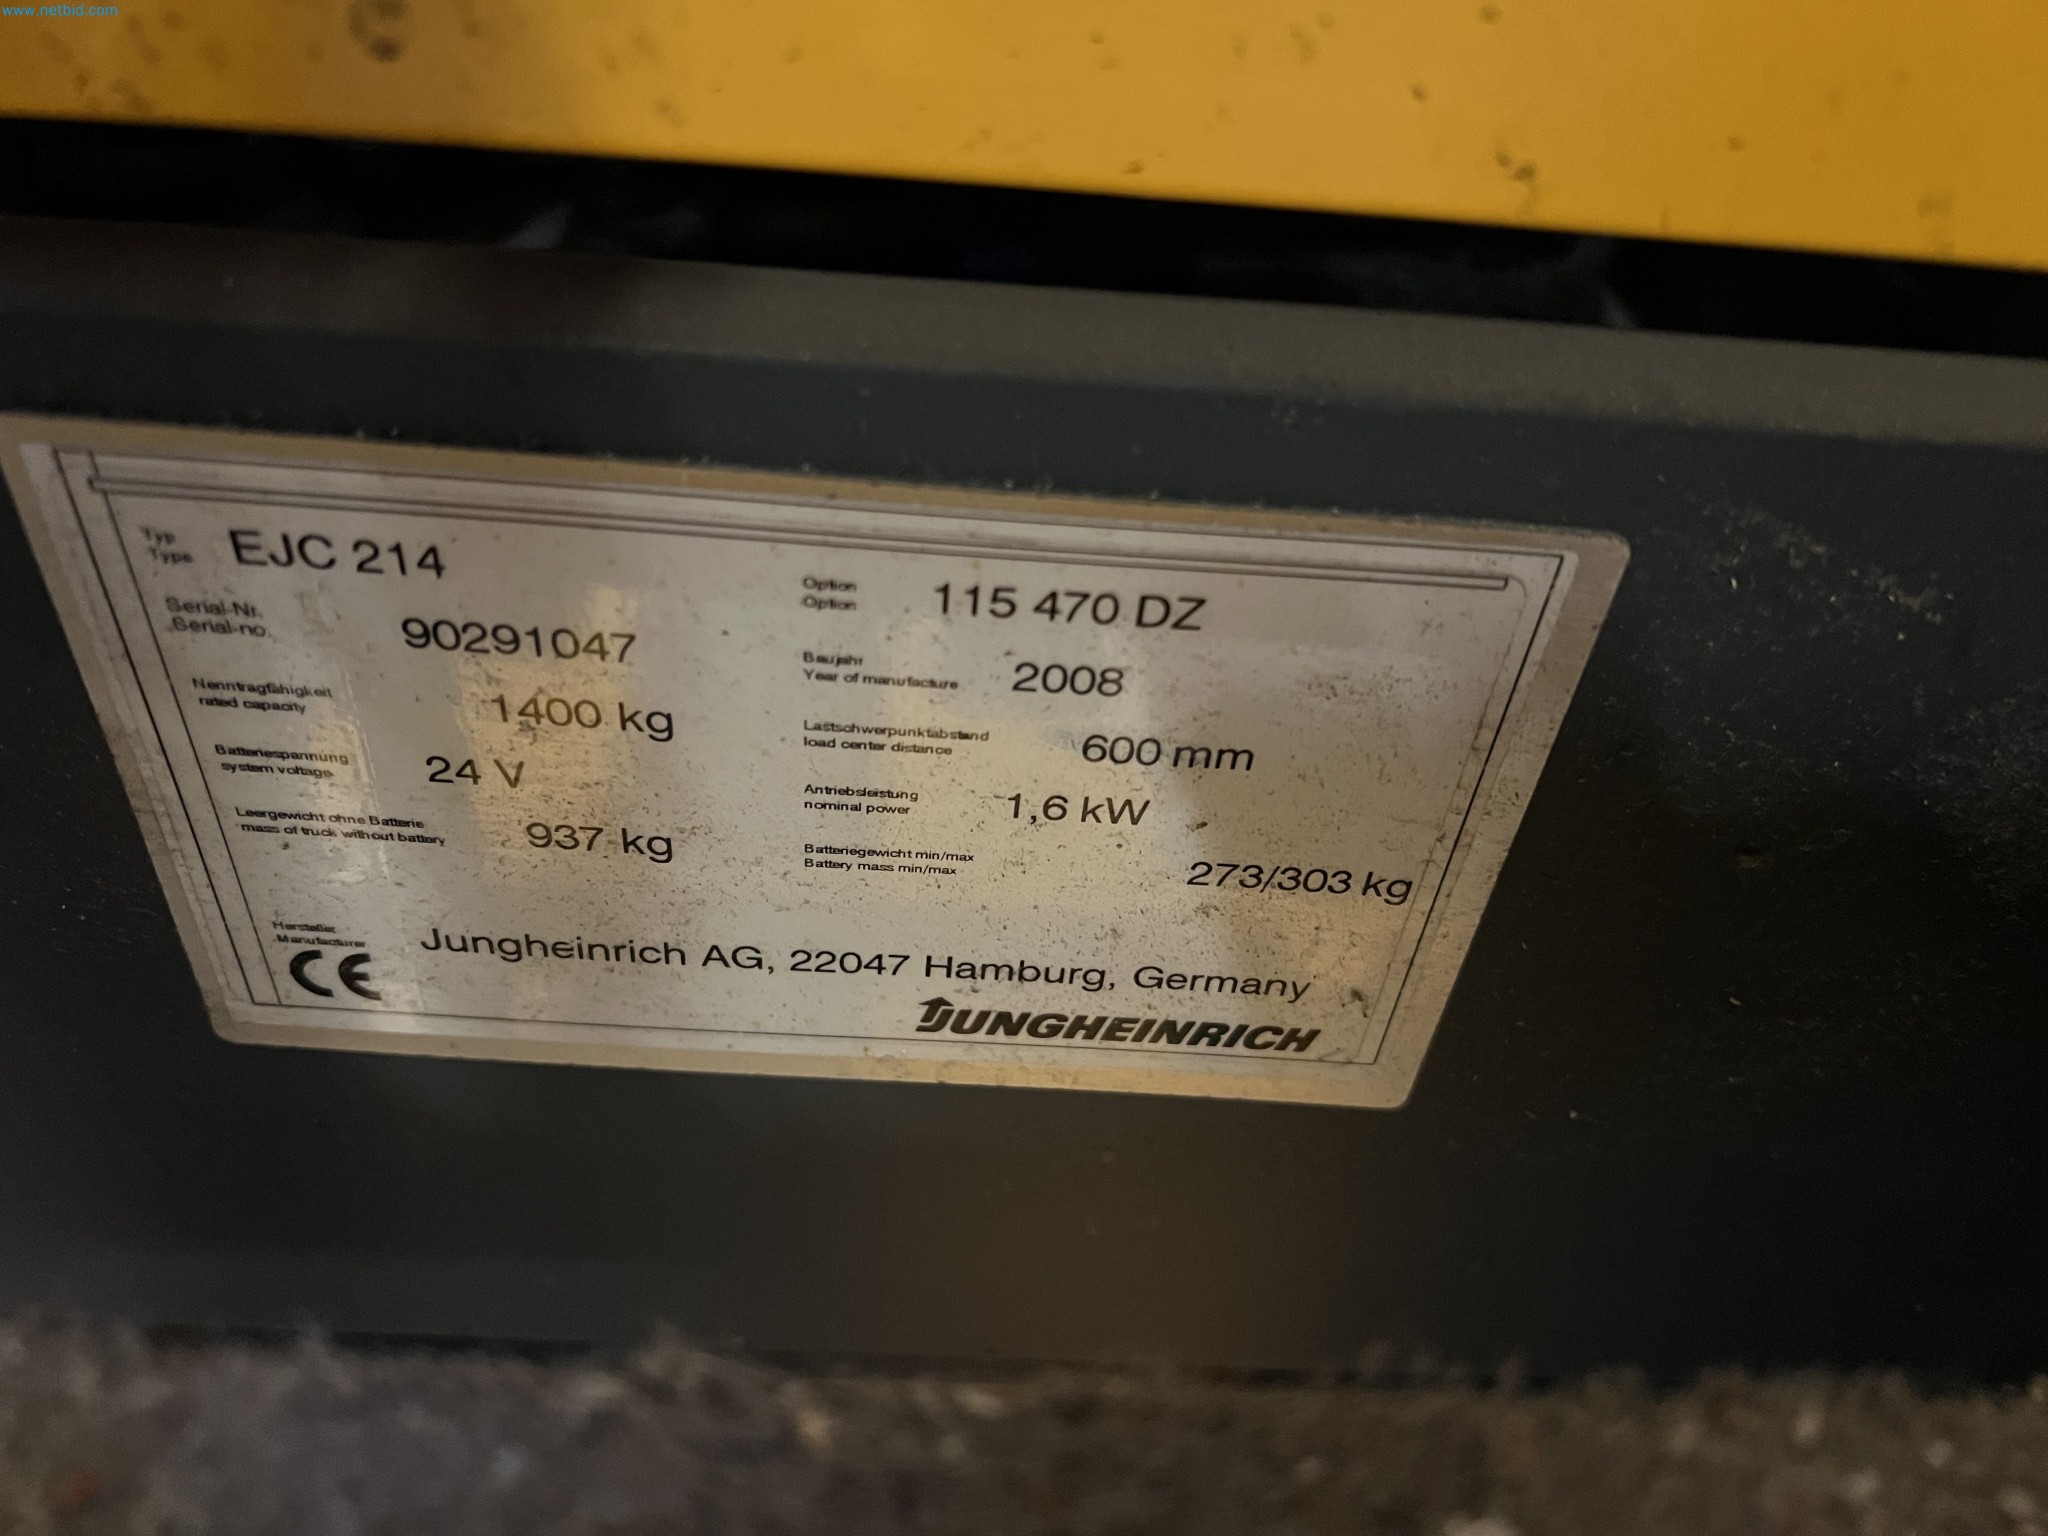 www.netbid.com
Typ
Type
EJC 214
Option
Option
115 470 DZ
Serial-Nr.
Serial-no.
90291047
Baujahr
Year of manufacture
2008
Nenntragfähigkeit
rated capacity
1400 kg
Lastschwerpunktabstand
load center distance
600 mm
Batteriespannung
system voltage
24 V
Antriebsleistung
nominal power
1,6 kW
Leergewicht ohne Batterie
mass of truck without battery
937 kg
Batteriegewicht min/max
Battery mass min/max
273/303 kg
Hersteller
Manufacturer
Jungheinrich AG, 22047 Hamburg, Germany
CE
JUNGHEINRICH